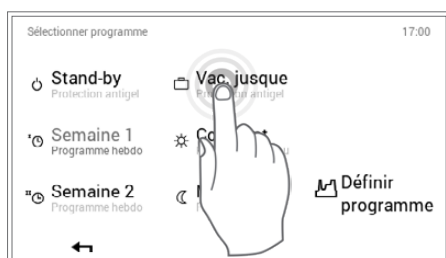 Sélectionner programme 17:00
Stand-by
Protection antigel
Vac. jusque
antigel
Semaine 1
Programme hebdo
Semaine 2
Programme hebdo
Définir
programme